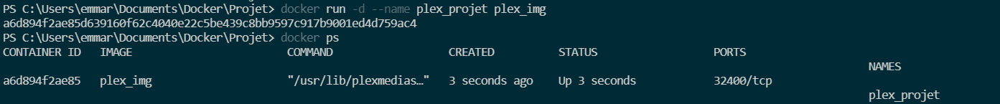 PS C:\Users\emmar\Documents\Docker\Projet> docker run -d --name plex_projet plex_img
a6d894f2ae85d639160f62c4040e22c5be439c8bb9597c917b9001ed4d759ac4
PS C:\Users\emmar\Documents\Docker\Projet> docker ps
CONTAINER ID IMAGE COMMAND CREATED STATUS PORTS
NAMES
a6d894f2ae85 plex_img "/usr/lib/plexmedias…" 3 seconds ago Up 3 seconds 32400/tcp
plex_projet